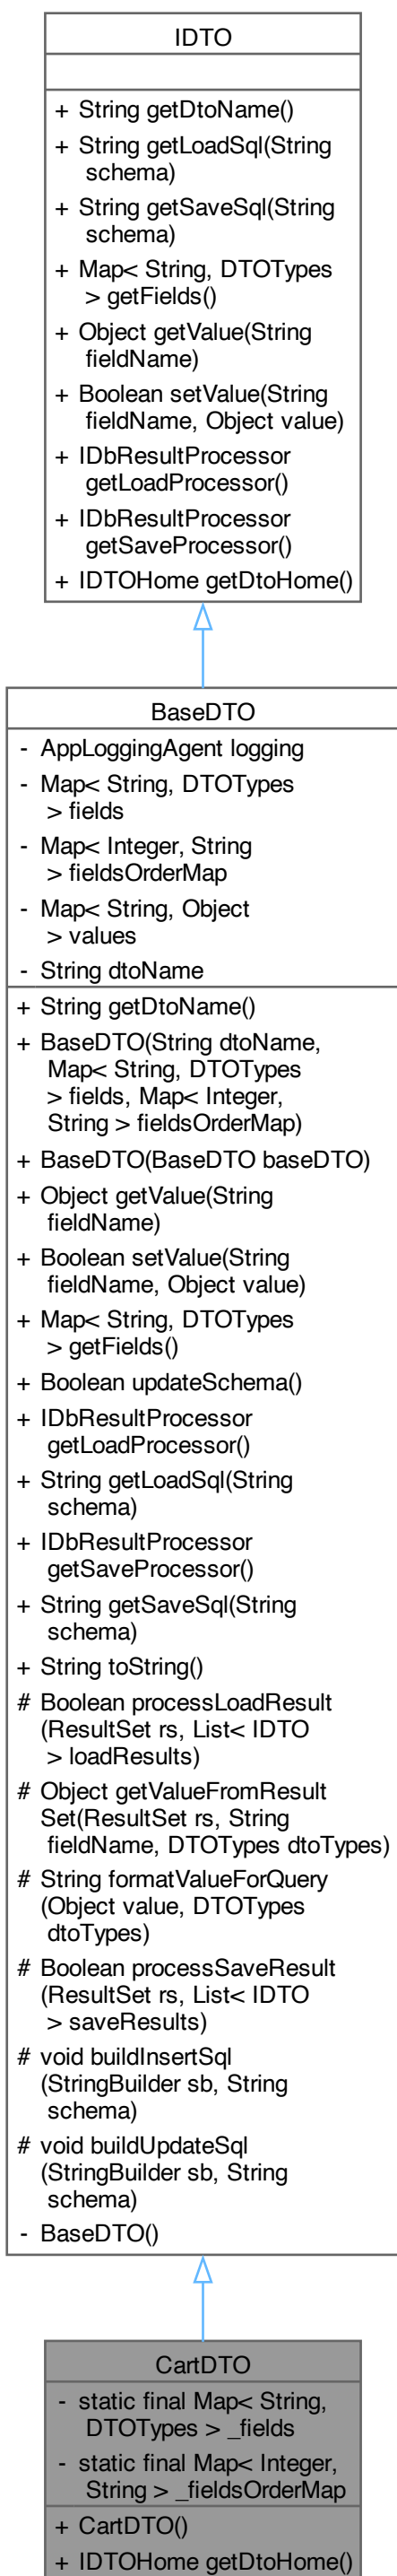 IDTO
+ String getDtoName()
+ String getLoadSql(String
schema)
+ String getSaveSql(String
schema)
+ Map< String, DTOTypes
> getFields()
+ Object getValue(String
fieldName)
+ Boolean setValue(String
fieldName, Object value)
+ IDbResultProcessor
getLoadProcessor()
+ IDbResultProcessor
getSaveProcessor()
+ IDTOHome getDtoHome()
BaseDTO
- AppLoggingAgent logging
- Map< String, DTOTypes
> fields
- Map< Integer, String
> fieldsOrderMap
- Map< String, Object
> values
- String dtoName
+ String getDtoName()
+ BaseDTO(String dtoName,
Map< String, DTOTypes
> fields, Map< Integer,
String > fieldsOrderMap)
+ BaseDTO(BaseDTO baseDTO)
+ Object getValue(String
fieldName)
+ Boolean setValue(String
fieldName, Object value)
+ Map< String, DTOTypes
> getFields()
+ Boolean updateSchema()
+ IDbResultProcessor
getLoadProcessor()
+ String getLoadSql(String
schema)
+ IDbResultProcessor
getSaveProcessor()
+ String getSaveSql(String
schema)
+ String toString()
# Boolean processLoadResult
(ResultSet rs, List< IDTO
> loadResults)
# Object getValueFromResult
Set(ResultSet rs, String
fieldName, DTOTypes dtoTypes)
# String formatValueForQuery
(Object value, DTOTypes
dtoTypes)
# Boolean processSaveResult
(ResultSet rs, List< IDTO
> saveResults)
# void buildInsertSql
(StringBuilder sb, String
schema)
# void buildUpdateSql
(StringBuilder sb, String
schema)
- BaseDTO()
CartDTO
- static final Map< String,
DTOTypes > _fields
- static final Map< Integer,
String > _fieldsOrderMap
+ CartDTO()
+ IDTOHome getDtoHome()